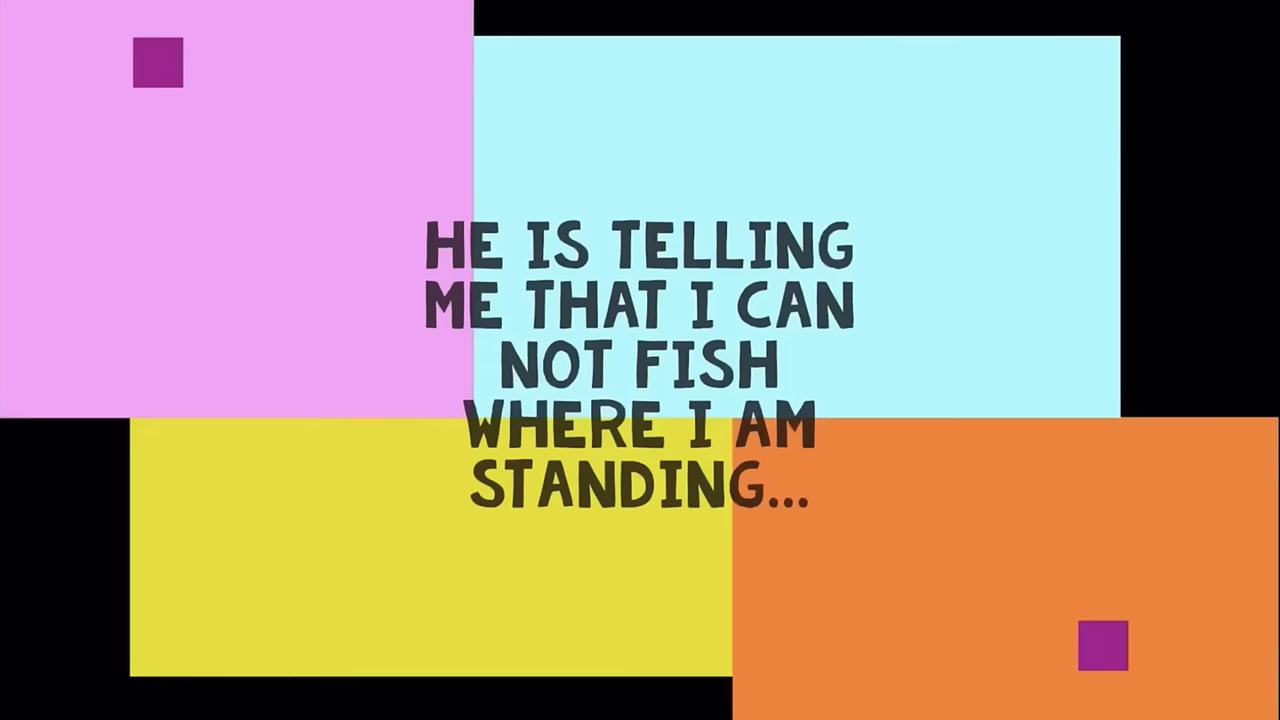 HE IS TELLING
ME THAT I CAN
NOT FISH
WHERE I AM
STANDING...